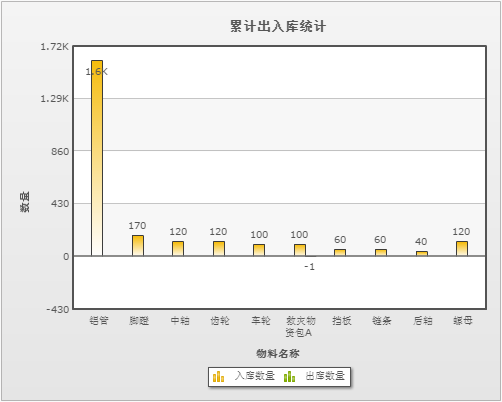 累计出入库统计
1.72K
1.29K
860
430
0
-430
数量
1.6K
170
120
120
100
100
-1
60
60
40
120
铝管
脚蹬
中轴
齿轮
车轮
救灾物
资包A
挡板
链条
后轴
螺母
物料名称
入库数量
出库数量